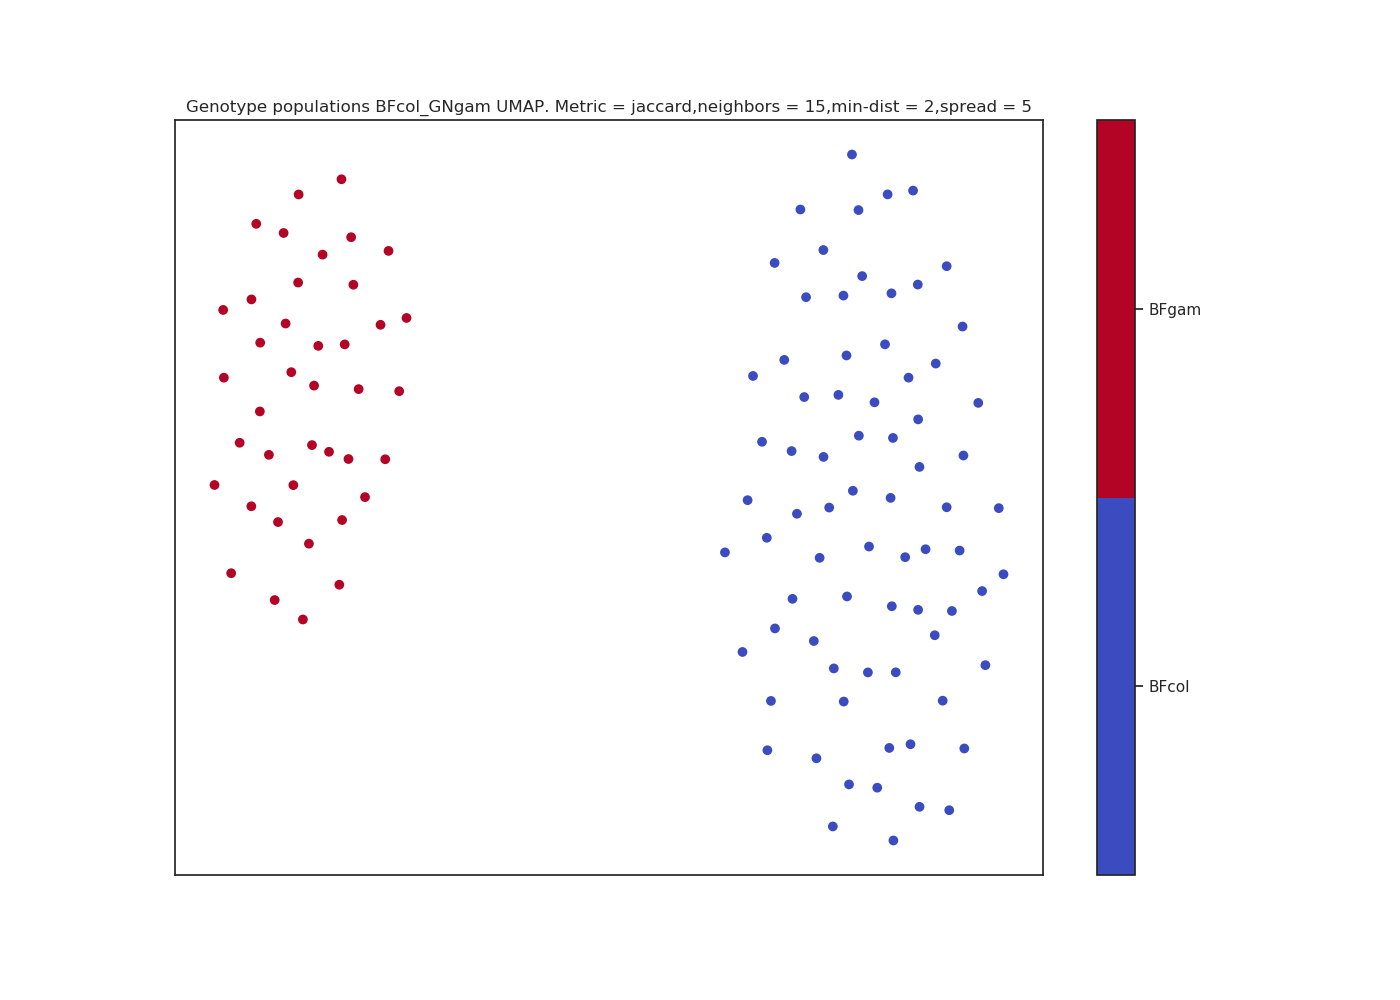 Genotype populations BFcol_GNgam UMAP. Metric = jaccard,neighbors = 15,min-dist = 2,spread = 5
BFgam
BFcol